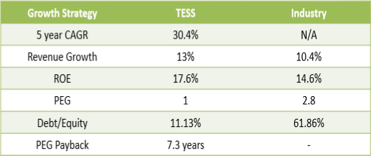 Growth Strategy TESS Industry
5 year CAGR 30.4% N/A
Revenue Growth 13% 10.4%
ROE 17.6% 14.6%
PEG 1 2.8
Debt/Equity 11.13% 61.86%
PEG Payback 7.3 years -